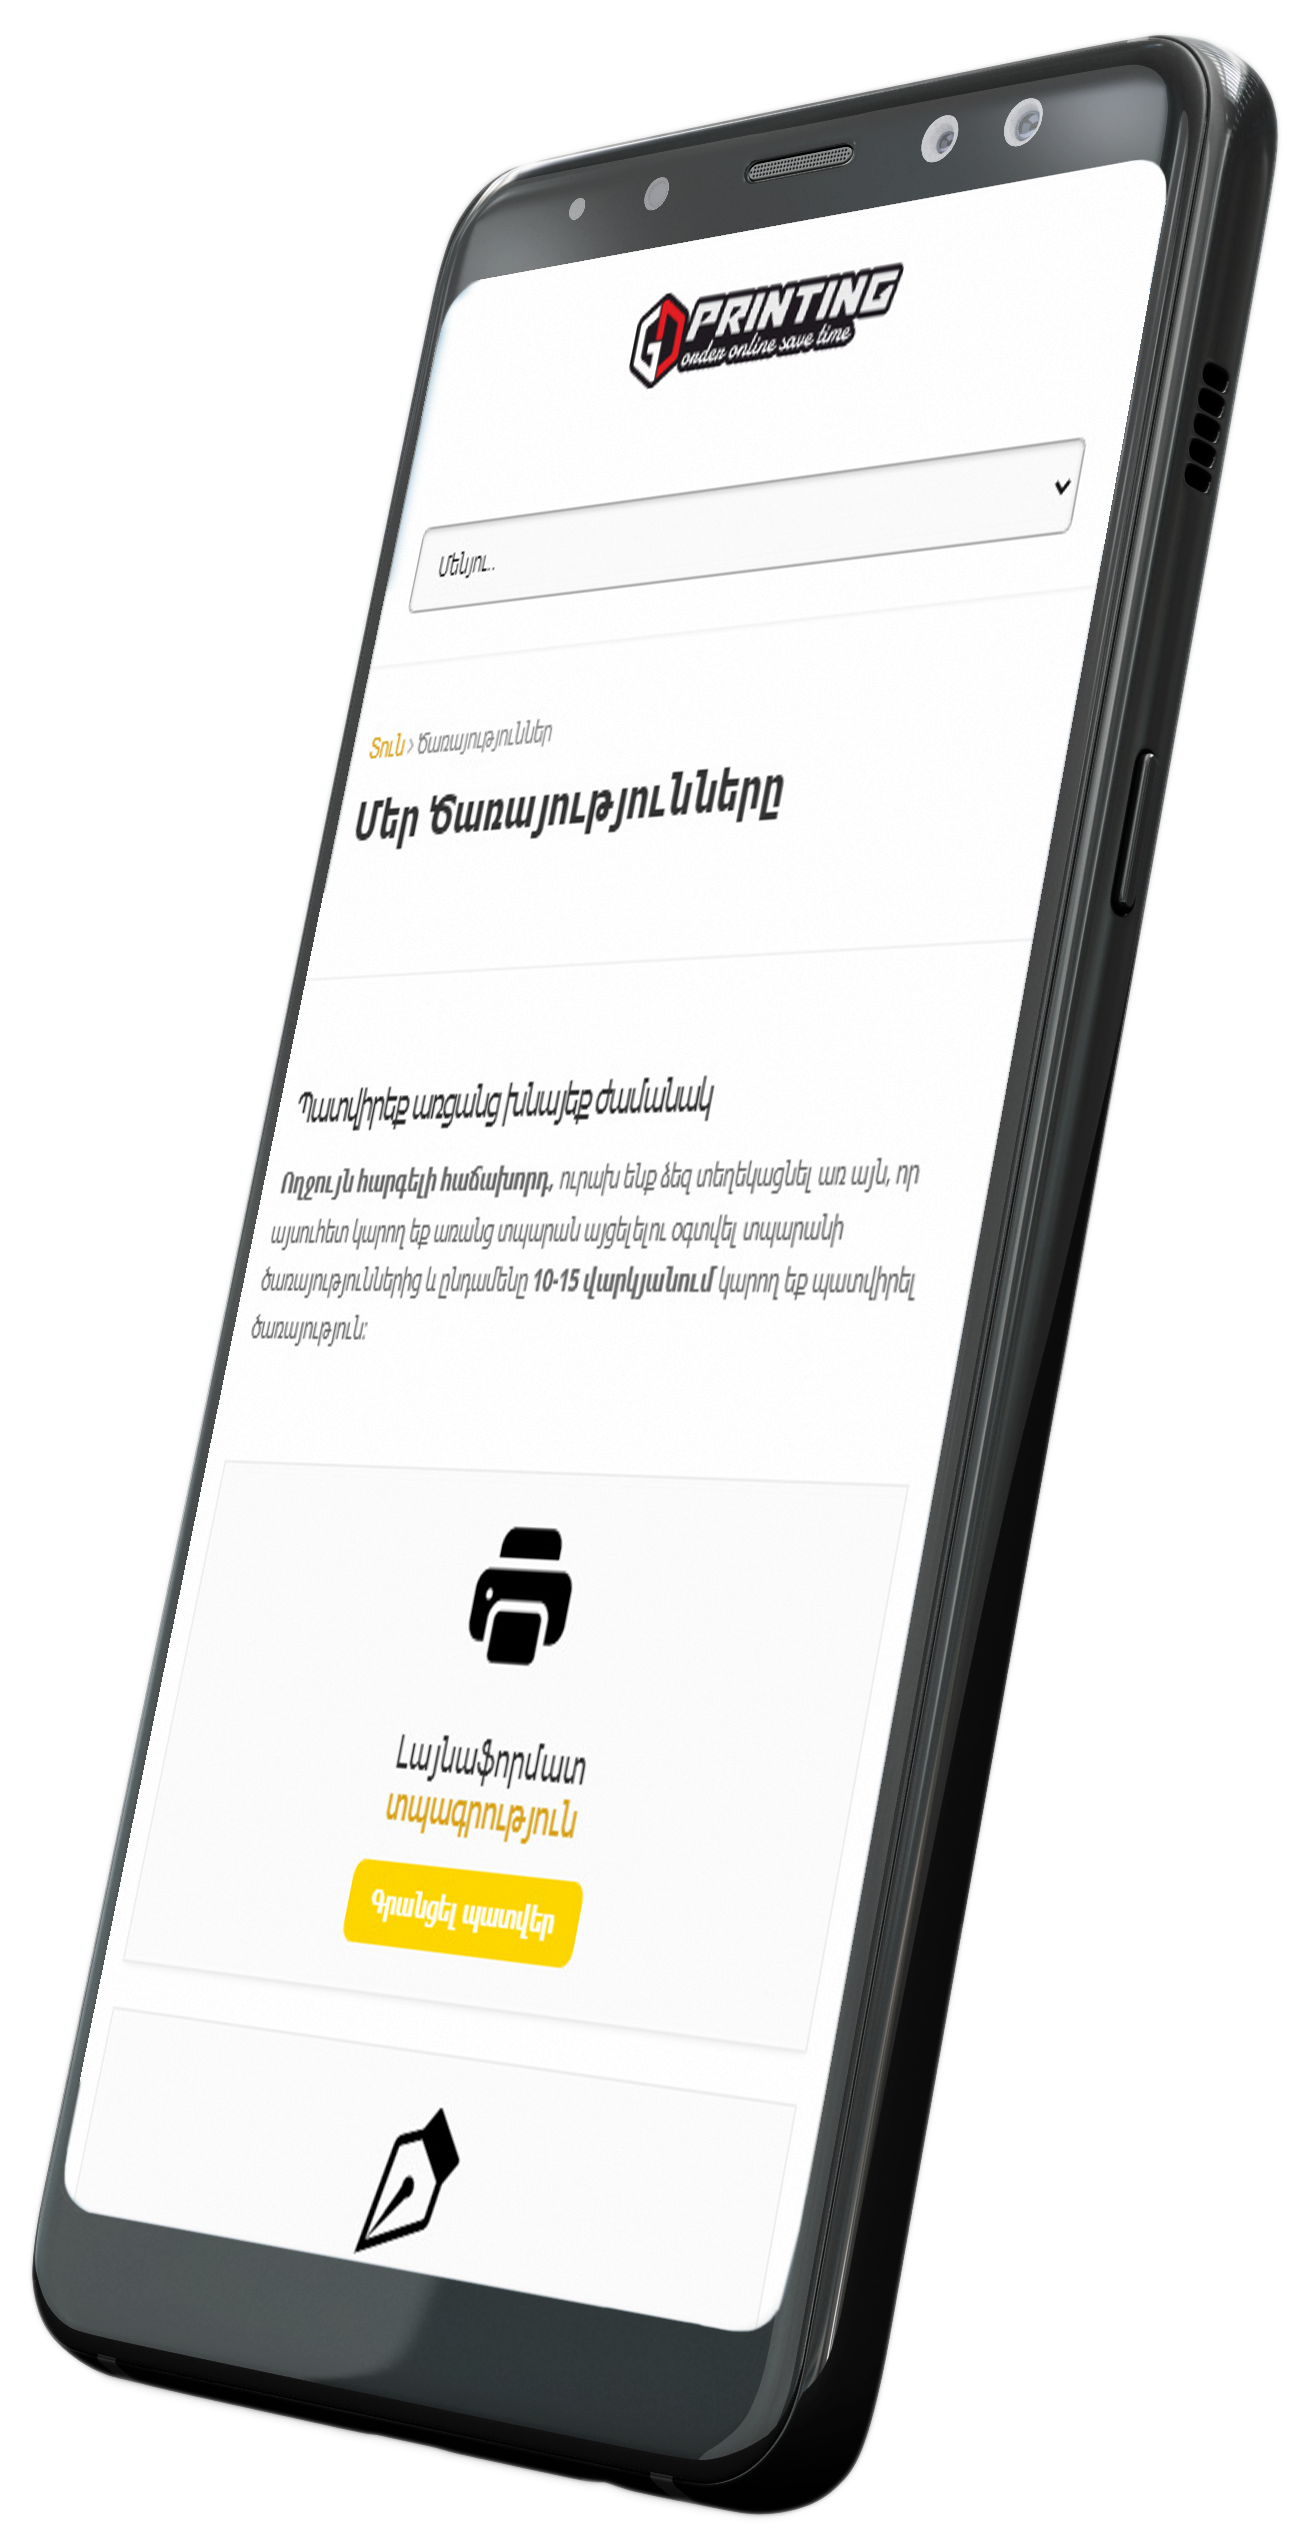 GD PRINTING
order online save time
Մենյու..
Տուն › Ծառայություններ
Մեր Ծառայությունները
Պատվիրեք առցանց խնայեք ժամանակ
Ողջույն հարգելի հաճախորդ, ուրախ ենք ձեզ տեղեկացնել առ այն, որ
այսուհետ կարող եք առանց տպարան այցելելու օգտվել տպարանի
ծառայություններից և ընդամենը 10-15 վարկյանում կարող եք պատվիրել
ծառայություն:
Լայնաֆորմատ
տպագրություն
Գրանցել պատվեր